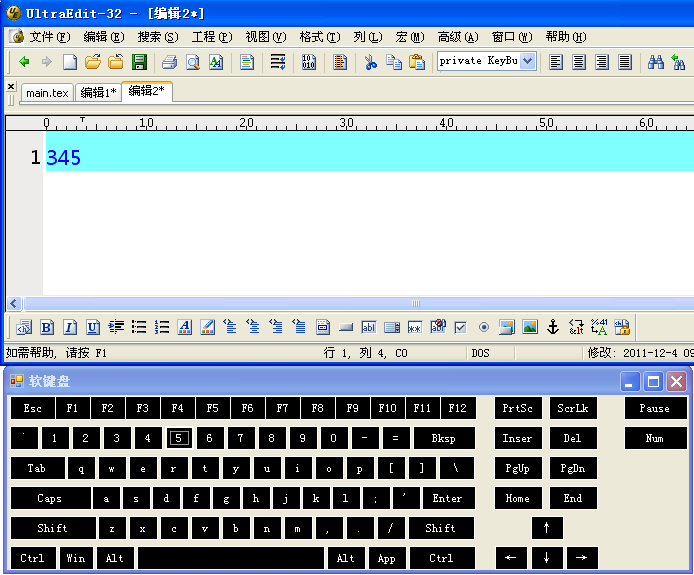 UltraEdit-32 - [编辑2*]
文件(F) 编辑(E) 搜索(S) 工程(P) 视图(V) 格式(T) 列(L) 宏(M) 高级(A) 窗口(W) 帮助(H)
private KeyBu
main.tex 编辑1* 编辑2*
0 10 20 30 40 50 60
1 345
如需帮助, 请按 F1 行 1, 列 4, C0 DOS 修改: 2011-12-4 09
软键盘
Esc F1 F2 F3 F4 F5 F6 F7 F8 F9 F10 F11 F12 PrtSc ScrLk Pause
` 1 2 3 4 5 6 7 8 9 0 - = Bksp Inser Del Num
Tab q w e r t y u i o p [ ] \ PgUp PgDn
Caps a s d f g h j k l ; ' Enter Home End
Shift z x c v b n m , . / Shift ↑
Ctrl Win Alt Alt App Ctrl ← ↓ →